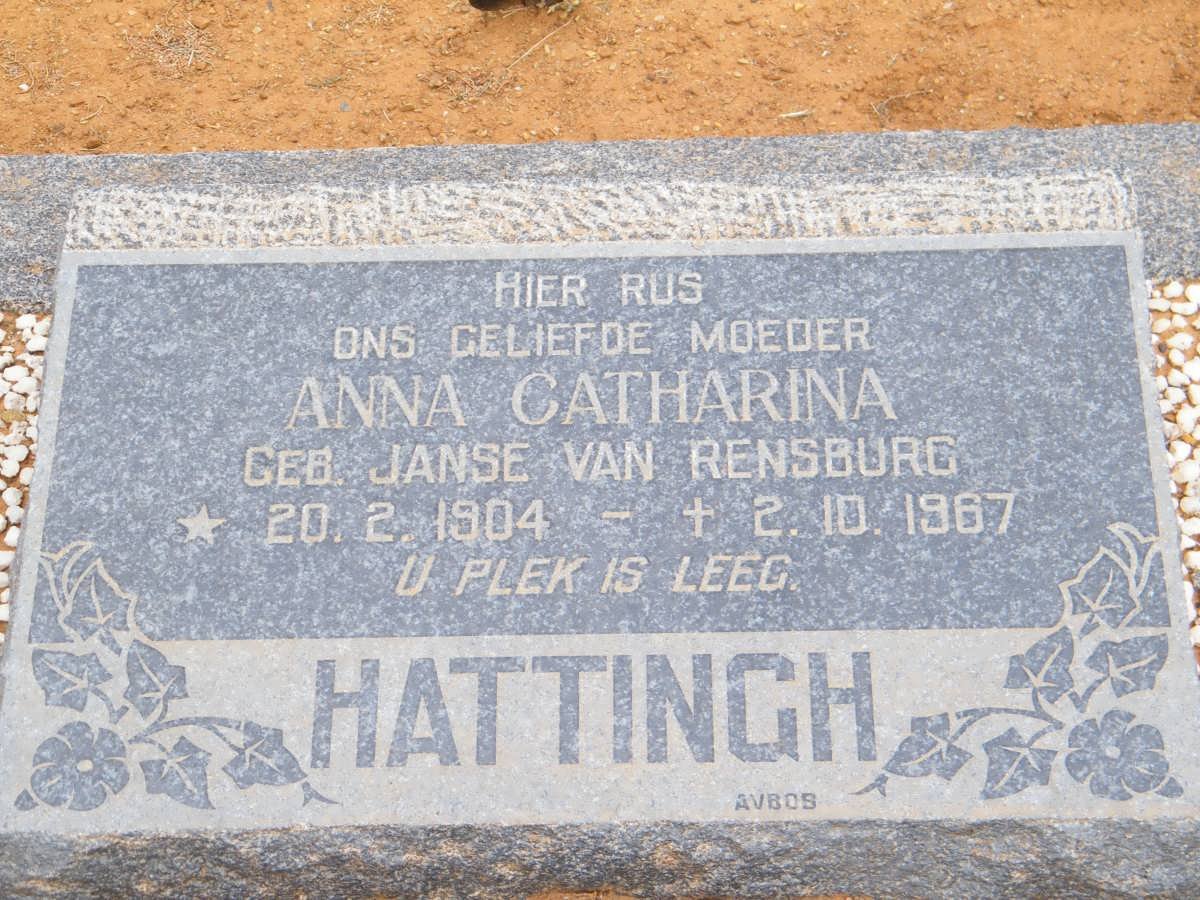 HIER RUS
ONS GELIEFDE MOEDER
ANNA CATHARINA
GEB. JANSE VAN RENSBURG
★ 20. 2. 1904 – ✝ 2. 10. 1967
U PLEK IS LEEG.
HATTINGH
AVBOB